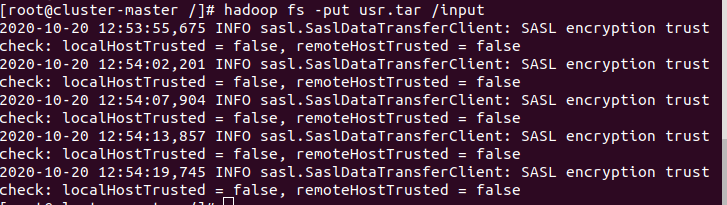 [root@cluster-master /]# hadoop fs -put usr.tar /input
2020-10-20 12:53:55,675 INFO sasl.SaslDataTransferClient: SASL encryption trust
check: localHostTrusted = false, remoteHostTrusted = false
2020-10-20 12:54:02,201 INFO sasl.SaslDataTransferClient: SASL encryption trust
check: localHostTrusted = false, remoteHostTrusted = false
2020-10-20 12:54:07,904 INFO sasl.SaslDataTransferClient: SASL encryption trust
check: localHostTrusted = false, remoteHostTrusted = false
2020-10-20 12:54:13,857 INFO sasl.SaslDataTransferClient: SASL encryption trust
check: localHostTrusted = false, remoteHostTrusted = false
2020-10-20 12:54:19,745 INFO sasl.SaslDataTransferClient: SASL encryption trust
check: localHostTrusted = false, remoteHostTrusted = false
[root@cluster-master /]#